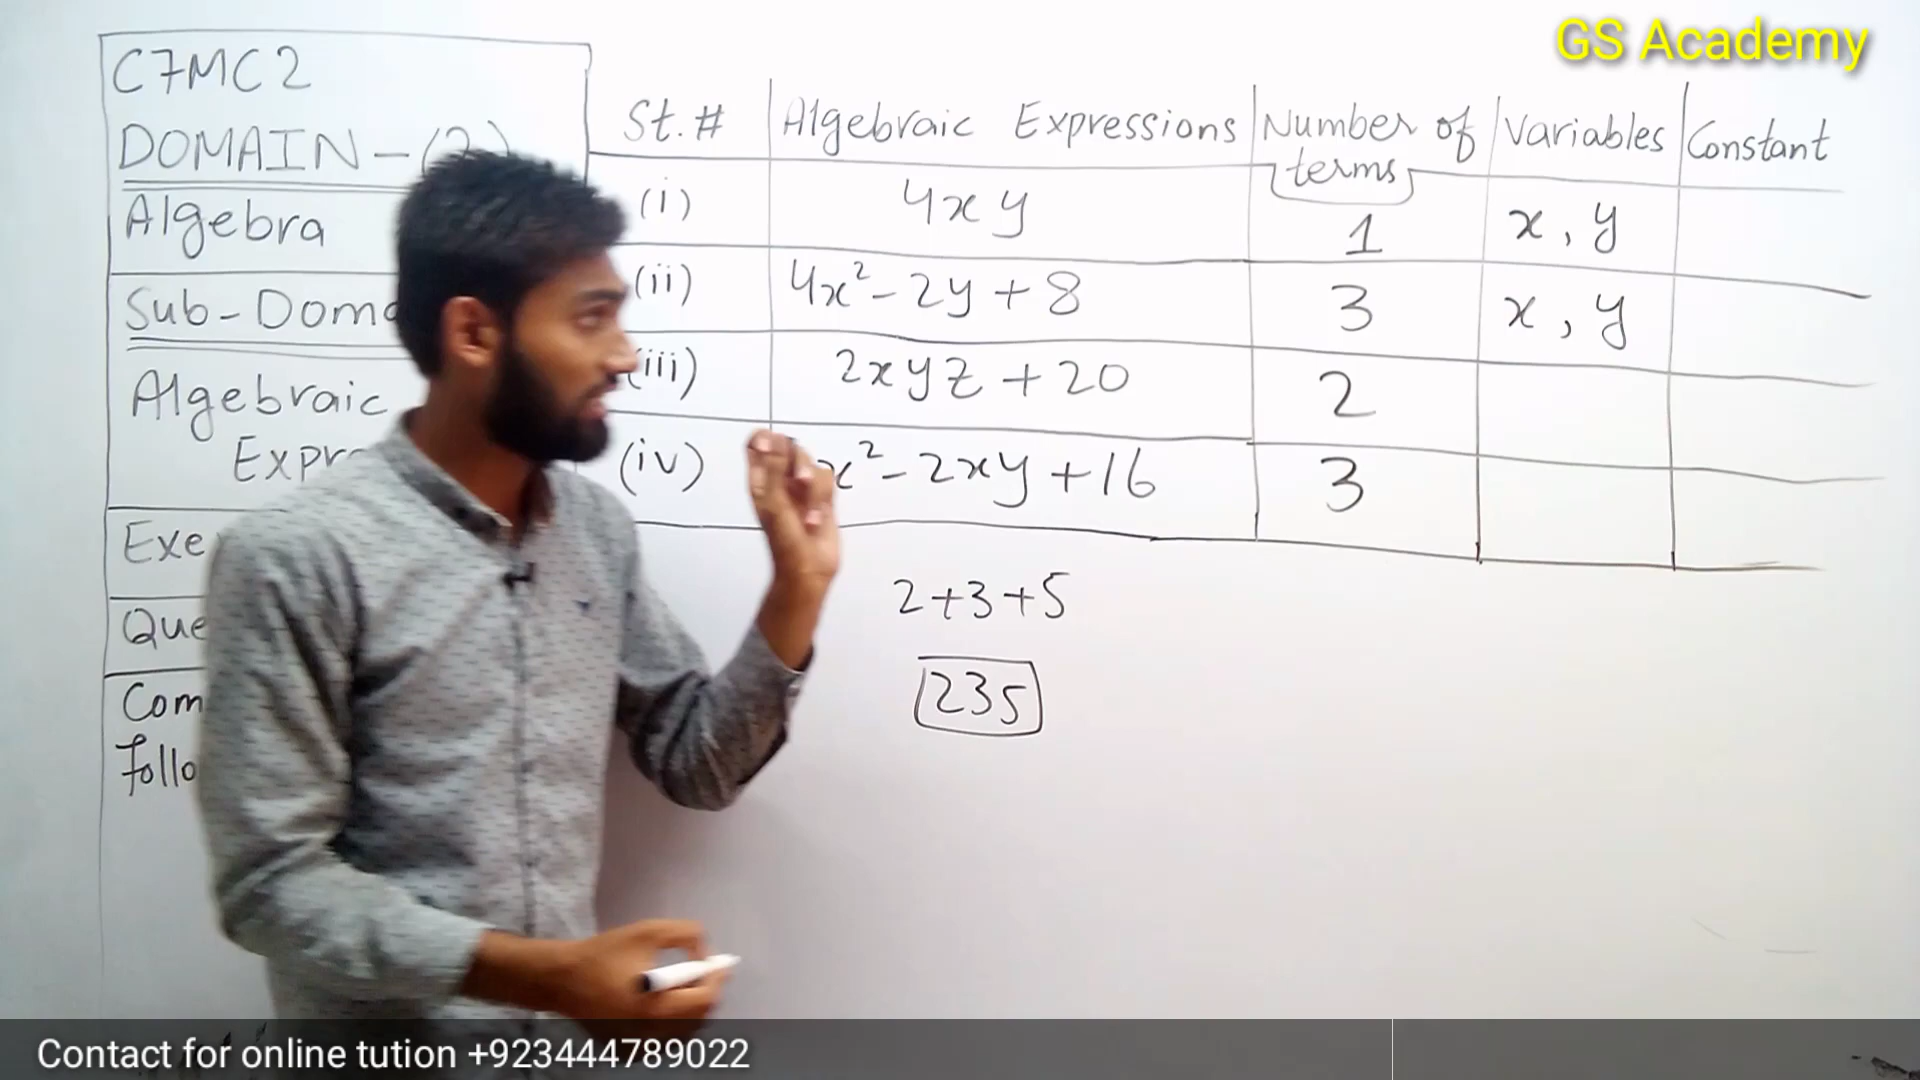 GS Academy
C7MC2
DOMAIN-(2)
Algebra
Sub-Doma
Algebraic
Expr
Exe
Que
Com
Follo
St.# Algebraic Expressions Number of terms Variables Constant
(i) 4xy 1 x, y
(ii) 4x²-2y+8 3 x, y
(iii) 2xyz+20 2
(iv) x²-2xy+16 3
2+3+5
235
Contact for online tution +923444789022